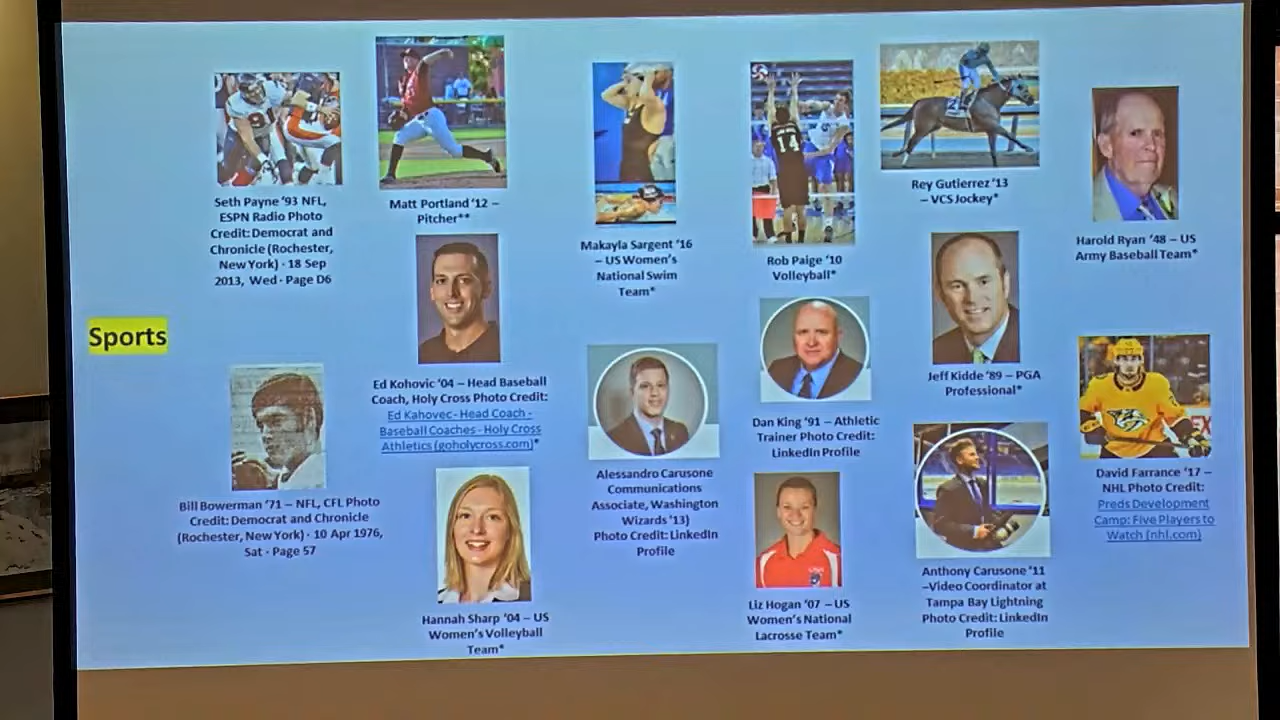 Seth Payne '93 NFL,
ESPN Radio Photo
Credit: Democrat and
Chronicle (Rochester,
New York) · 18 Sep
2013, Wed · Page D6
Matt Portland '12 –
Pitcher**
Makayla Sargent '16
– US Women's
National Swim
Team*
14
Rob Paige '10
Volleyball*
2
Rey Gutierrez '13
– VCS Jockey*
Harold Ryan '48 – US
Army Baseball Team*
Sports
Ed Kohovic '04 – Head Baseball
Coach, Holy Cross Photo Credit:
Ed Kahovec - Head Coach -
Baseball Coaches - Holy Cross
Athletics (goholycross.com)*
Dan King '91 – Athletic
Trainer Photo Credit:
LinkedIn Profile
Jeff Kidde '89 – PGA
Professional*
Bill Bowerman '71 – NFL, CFL Photo
Credit: Democrat and Chronicle
(Rochester, New York) · 10 Apr 1976,
Sat · Page 57
Alessandro Carusone
Communications
Associate, Washington
Wizards '13)
Photo Credit: LinkedIn
Profile
David Farrance '17 –
NHL Photo Credit:
Preds Development
Camp: Five Players to
Watch (nhl.com)
Hannah Sharp '04 – US
Women's Volleyball
Team*
Liz Hogan '07 – US
Women's National
Lacrosse Team*
Anthony Carusone '11
–Video Coordinator at
Tampa Bay Lightning
Photo Credit: LinkedIn
Profile